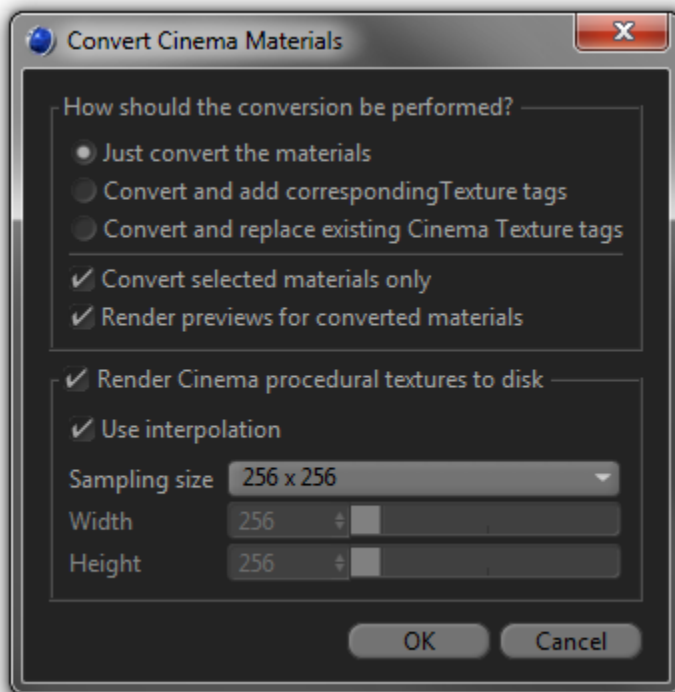 Convert Cinema Materials
How should the conversion be performed?
Just convert the materials
Convert and add correspondingTexture tags
Convert and replace existing Cinema Texture tags
Convert selected materials only
Render previews for converted materials
Render Cinema procedural textures to disk
Use interpolation
Sampling size 256 x 256
Width 256
Height 256
OK Cancel